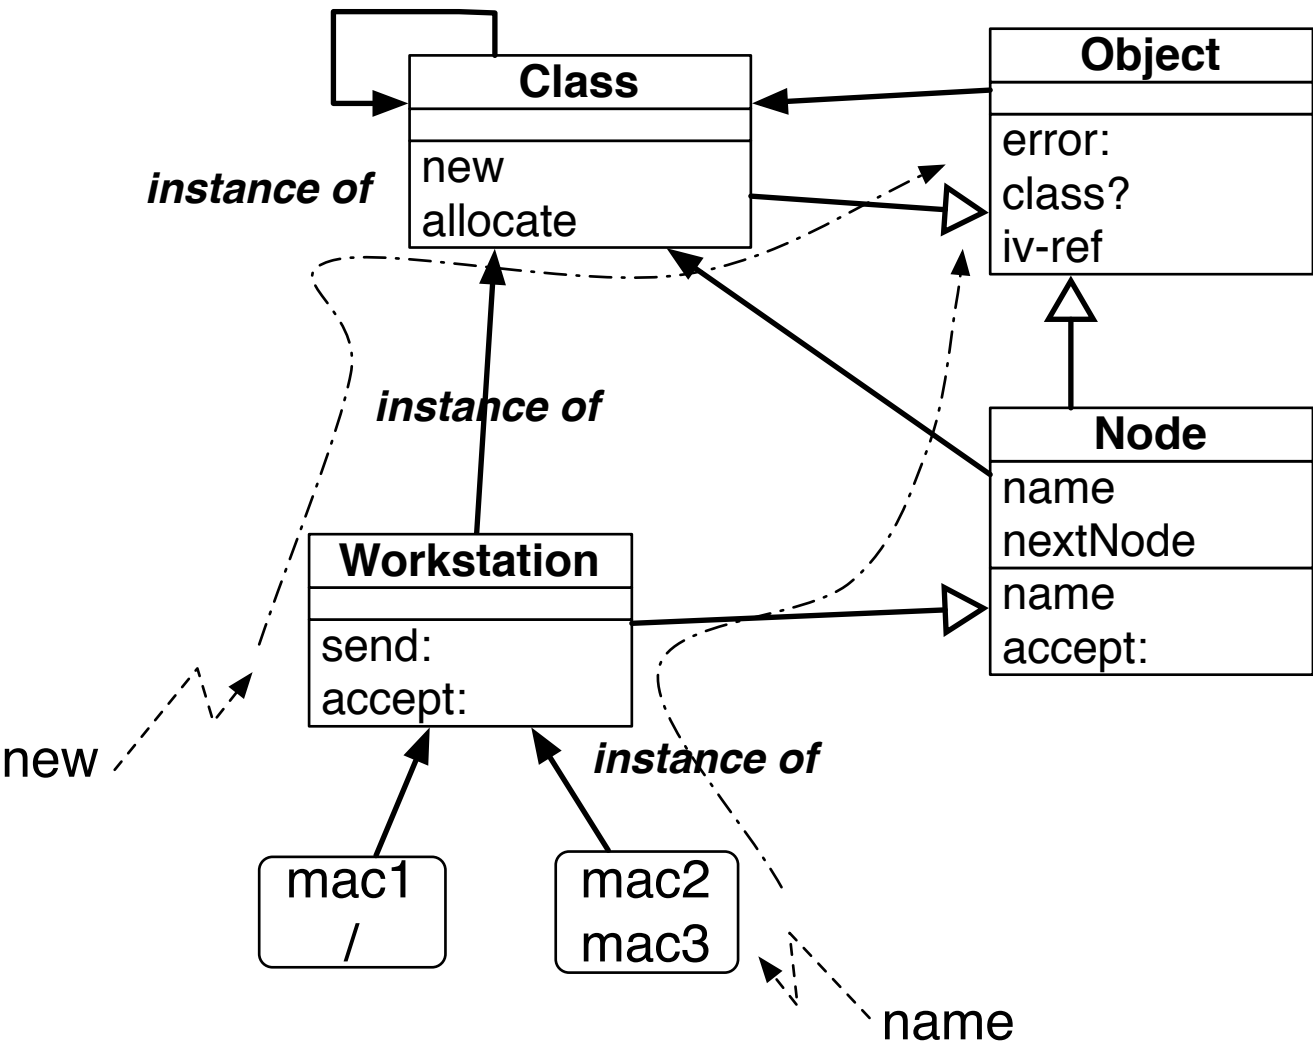 Class
new
allocate
Object
error:
class?
iv-ref
instance of
instance of
Node
name
nextNode
name
accept:
Workstation
send:
accept:
new
instance of
mac1
/
mac2
mac3
name